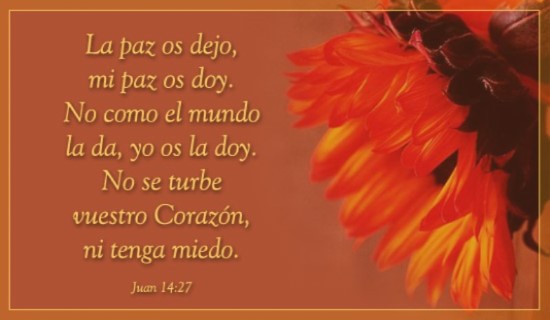 La paz os dejo,
mi paz os doy.
No como el mundo
la da, yo os la doy.
No se turbe
vuestro Corazón,
ni tenga miedo.
Juan 14:27